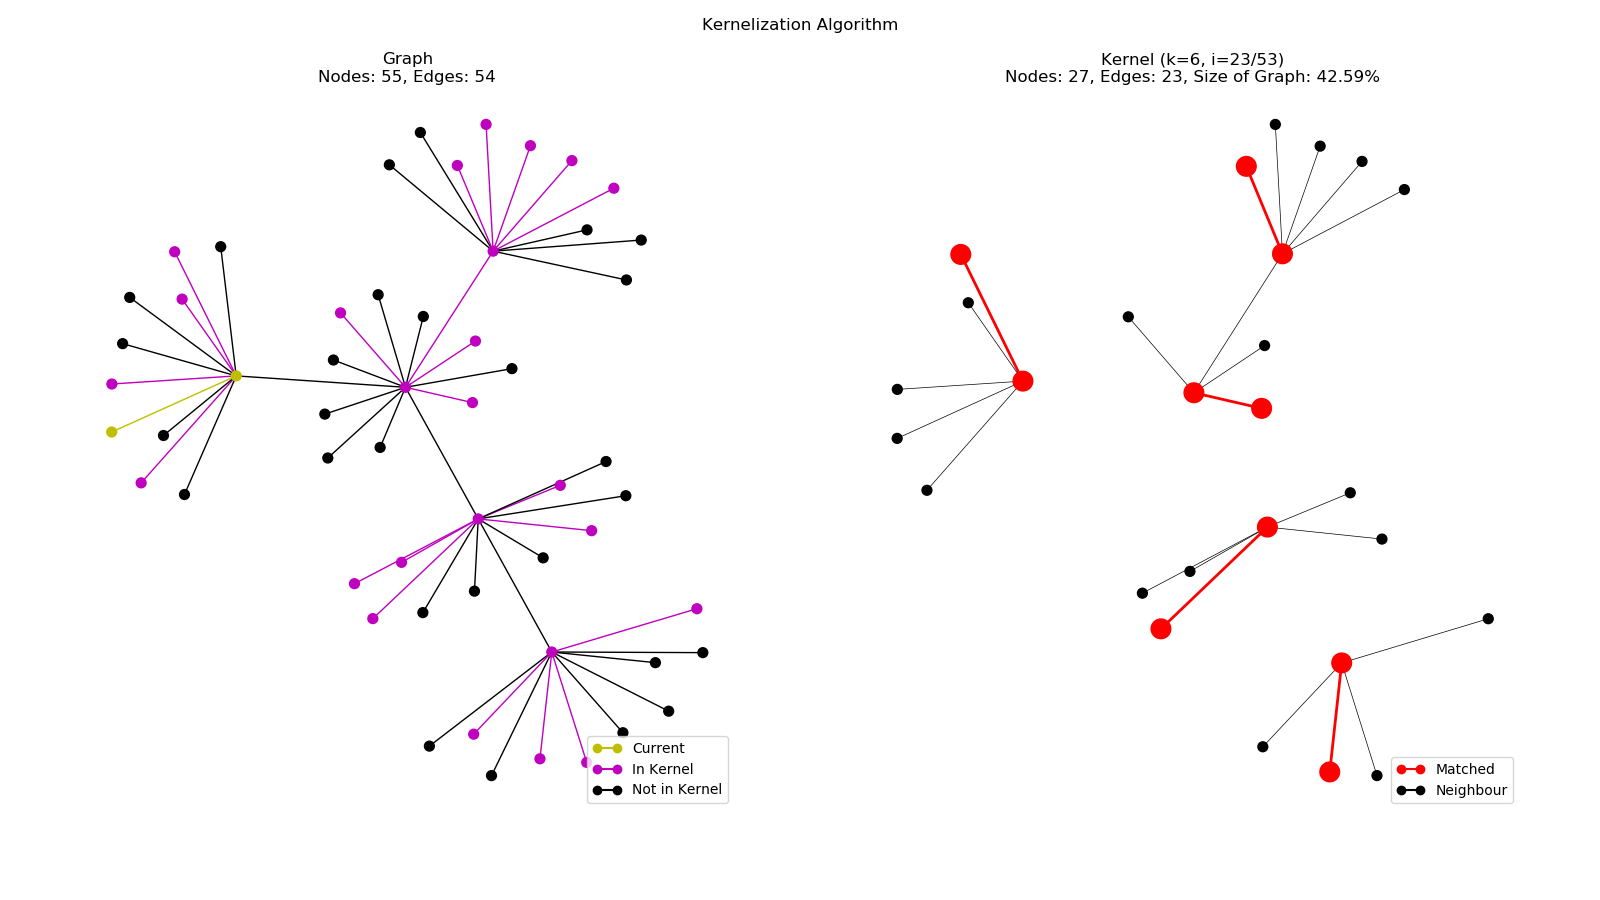 Kernelization Algorithm
Graph
Nodes: 55, Edges: 54
Kernel (k=6, i=23/53)
Nodes: 27, Edges: 23, Size of Graph: 42.59%
Current
In Kernel
Not in Kernel
Matched
Neighbour